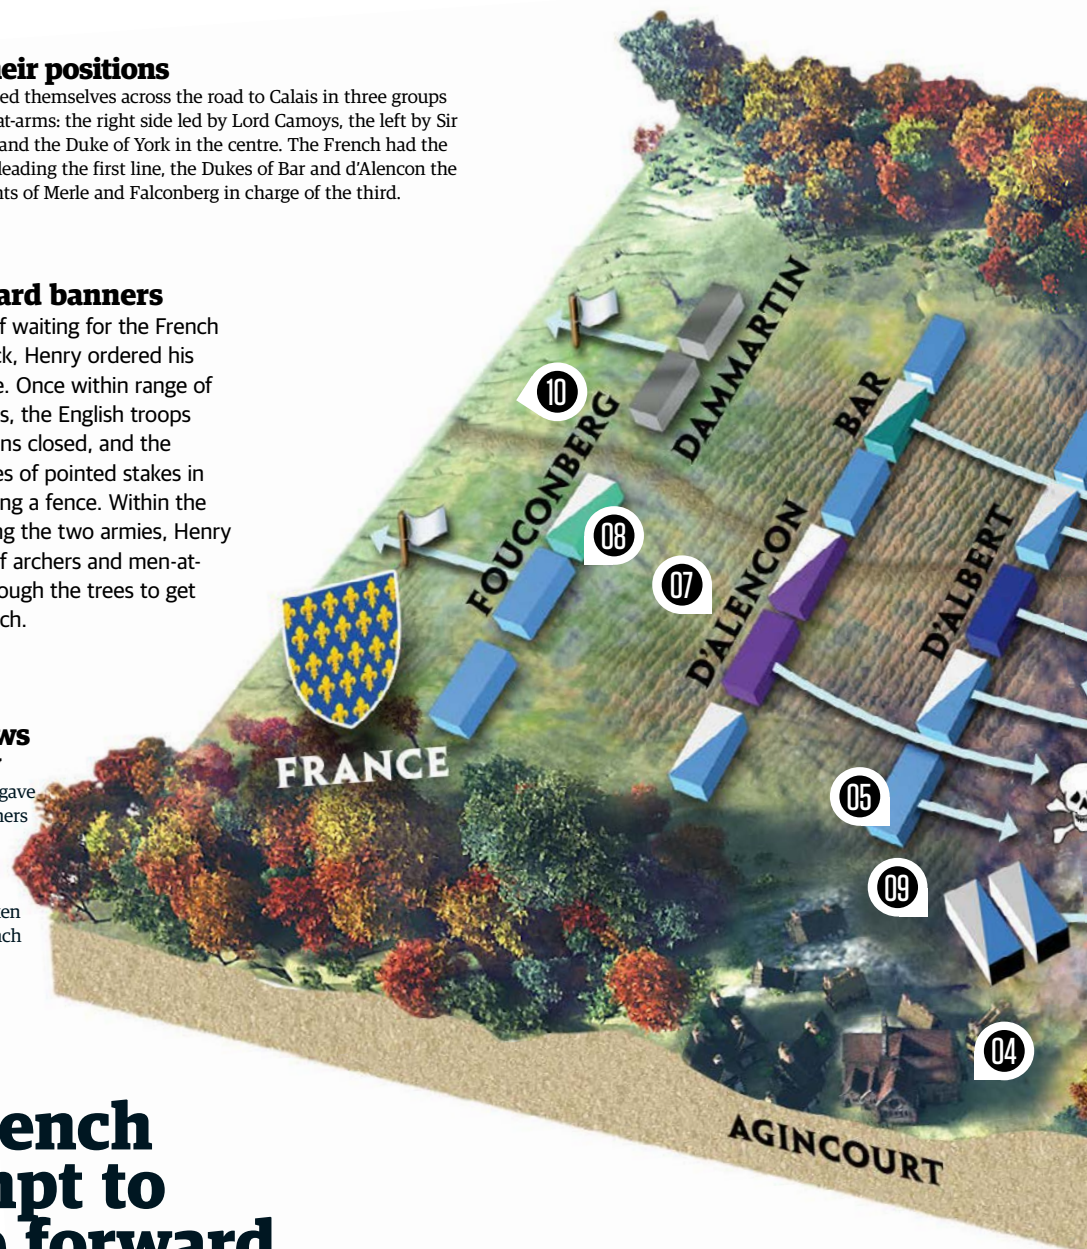 eir positions
ed themselves across the road to Calais in three groups
at-arms: the right side led by Lord Camoys, the left by Sir
and the Duke of York in the centre. The French had the
leading the first line, the Dukes of Bar and d'Alencon the
nts of Merle and Falconberg in charge of the third.
ard banners
f waiting for the French
ck, Henry ordered his
e. Once within range of
s, the English troops
ns closed, and the
es of pointed stakes in
ng a fence. Within the
ng the two armies, Henry
f archers and men-at-
ough the trees to get
ch.
ws
gave
ners
en
ch
ench
mpt to
forward
10
DAMMARTIN
FOUCONBERG
BAR
08
07
D'ALENCON
D'ALBERT
FRANCE
05
09
04
AGINCOURT